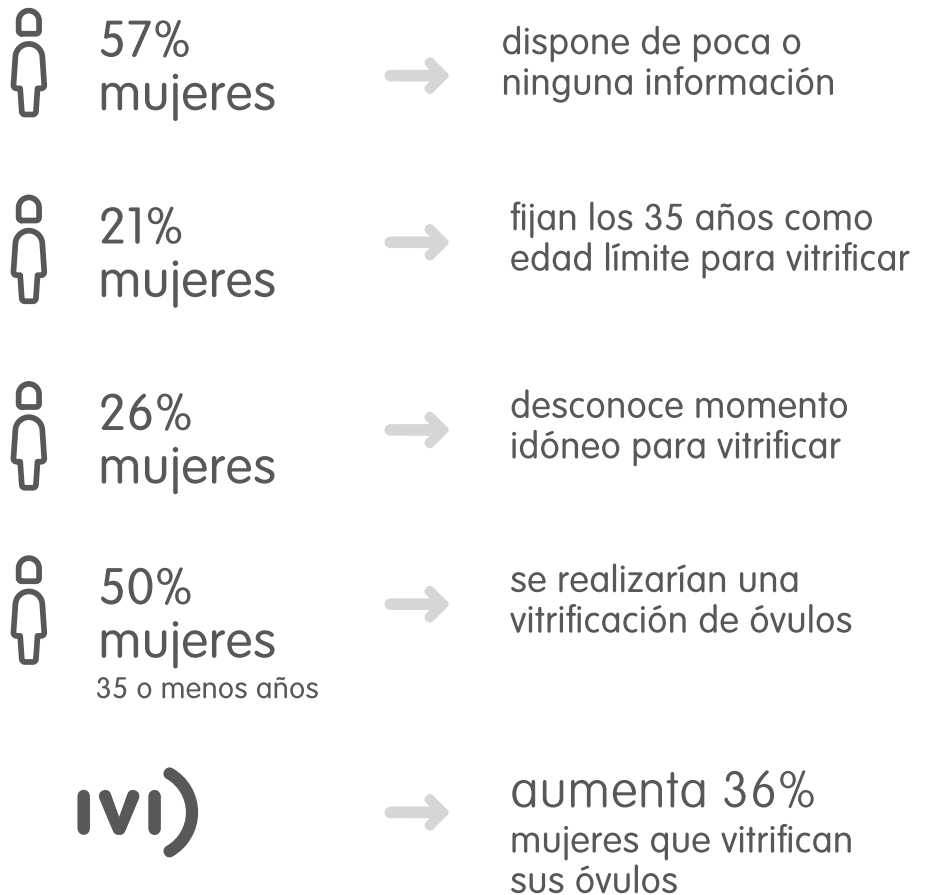 57%
mujeres
dispone de poca o
ninguna información
21%
mujeres
fijan los 35 años como
edad límite para vitrificar
26%
mujeres
desconoce momento
idóneo para vitrificar
50%
mujeres
35 o menos años
se realizarían una
vitrificación de óvulos
IVI
aumenta 36%
mujeres que vitrifican
sus óvulos